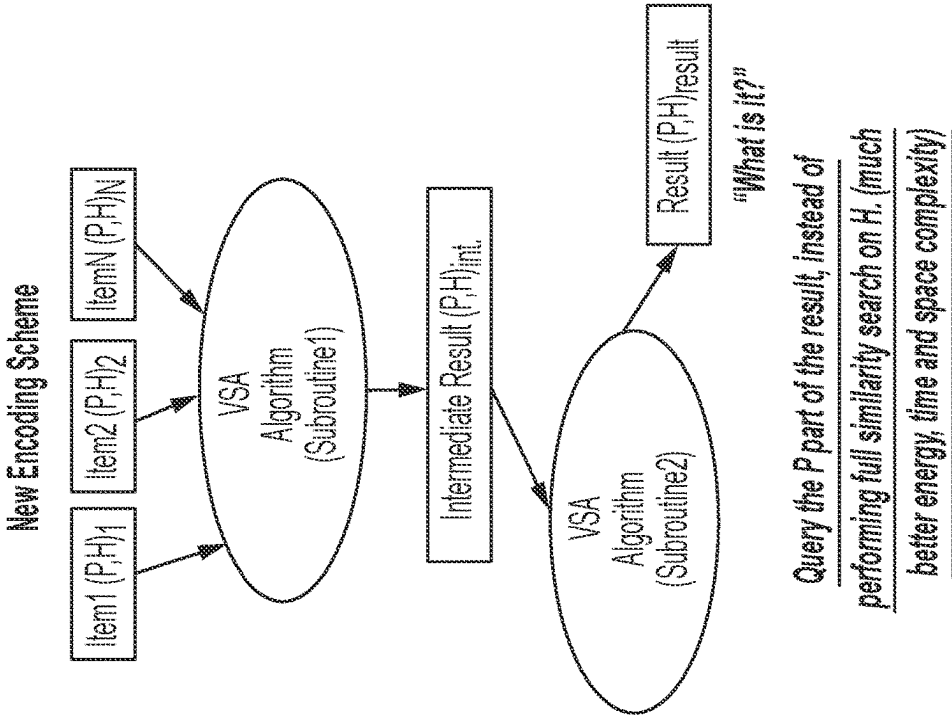 New Encoding Scheme
Item1 (P,H)1
Item2 (P,H)2
ItemN (P,H)N
VSA
Algorithm
(Subroutine1)
Intermediate Result (P,H)int.
VSA
Algorithm
(Subroutine2)
Result (P,H)result
"What is it?"
Query the P part of the result, instead of
performing full similarity search on H. (much
better energy, time and space complexity)